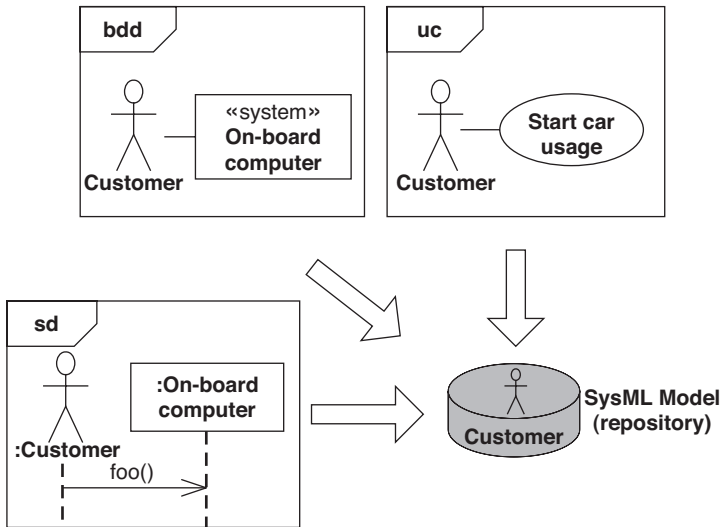 bdd
«system»
On-board
computer
Customer
uc
Start car
usage
Customer
sd
:On-board
computer
:Customer
foo()
SysML Model
(repository)
Customer